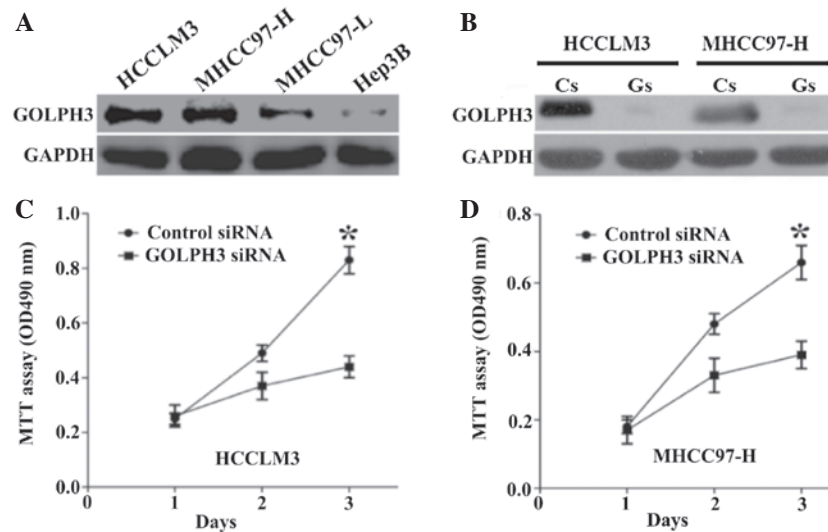 A
HCCLM3
MHCC97-H
MHCC97-L
Hep3B
GOLPH3
GAPDH
B
HCCLM3 MHCC97-H
Cs Gs Cs Gs
GOLPH3
GAPDH
C
1.0
0.8
0.6
0.4
0.2
0.0
MTT assay (OD490 nm)
Control siRNA
GOLPH3 siRNA
*
HCCLM3
0 1 2 3
Days
D
0.8
0.6
0.4
0.2
0.0
MTT assay (OD490 nm)
Control siRNA
GOLPH3 siRNA
*
MHCC97-H
0 1 2 3
Days